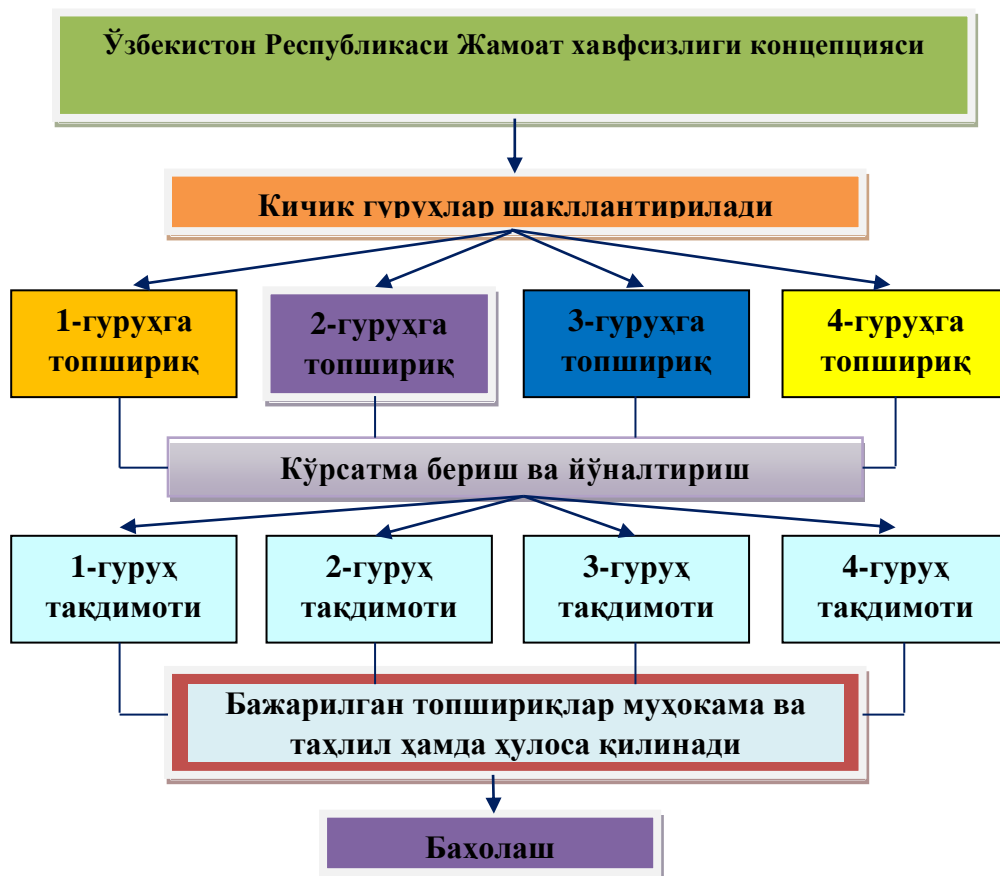 Ўзбекистон Республикаси Жамоат хавфсизлиги концепцияси
Кичик гуруҳлар шакллантирилади
1-гуруҳга
топшириқ
2-гуруҳга
топшириқ
3-гуруҳга
топшириқ
4-гуруҳга
топшириқ
Кўрсатма бериш ва йўналтириш
1-гуруҳ
тақдимоти
2-гуруҳ
тақдимоти
3-гуруҳ
тақдимоти
4-гуруҳ
тақдимоти
Бажарилган топшириқлар муҳокама ва
таҳлил ҳамда ҳулоса қилинади
Баҳолаш